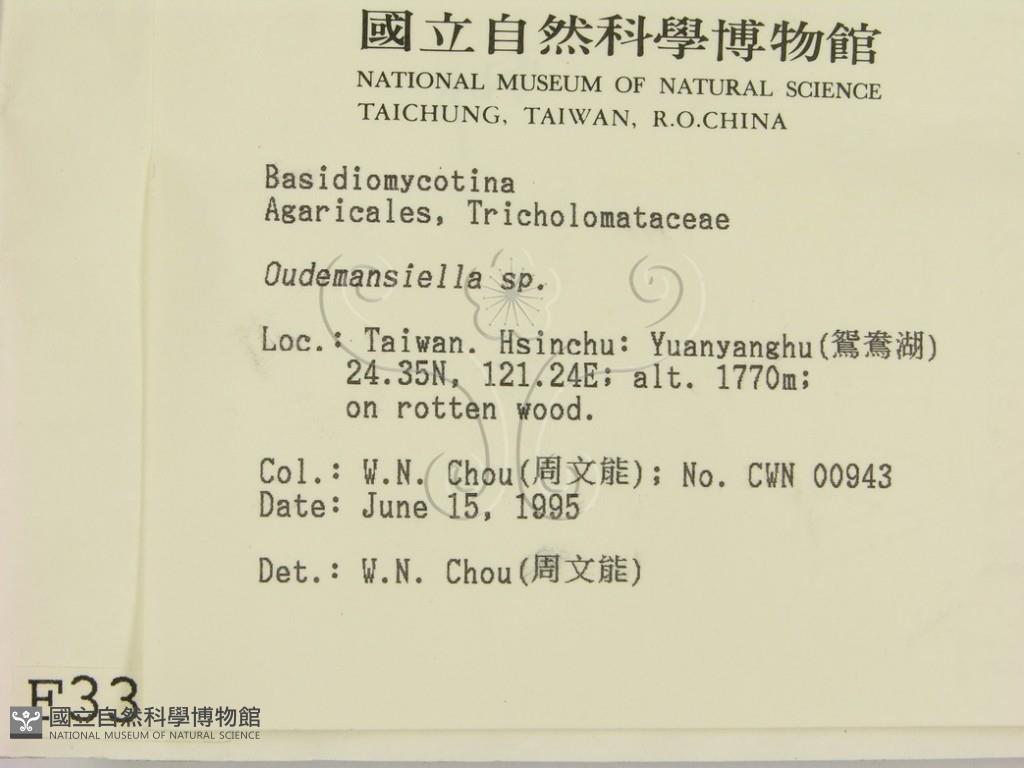 國立自然科學博物館
NATIONAL MUSEUM OF NATURAL SCIENCE
TAICHUNG, TAIWAN, R.O.CHINA
Basidiomycotina
Agaricales, Tricholomataceae
Oudemansiella sp.
Loc.: Taiwan. Hsinchu: Yuanyanghu(鴛鴦湖)
24.35N, 121.24E; alt. 1770m;
on rotten wood.
Col.: W.N. Chou(周文能); No. CWN 00943
Date: June 15, 1995
Det.: W.N. Chou(周文能)
F33
國立自然科學博物館
NATIONAL MUSEUM OF NATURAL SCIENCE